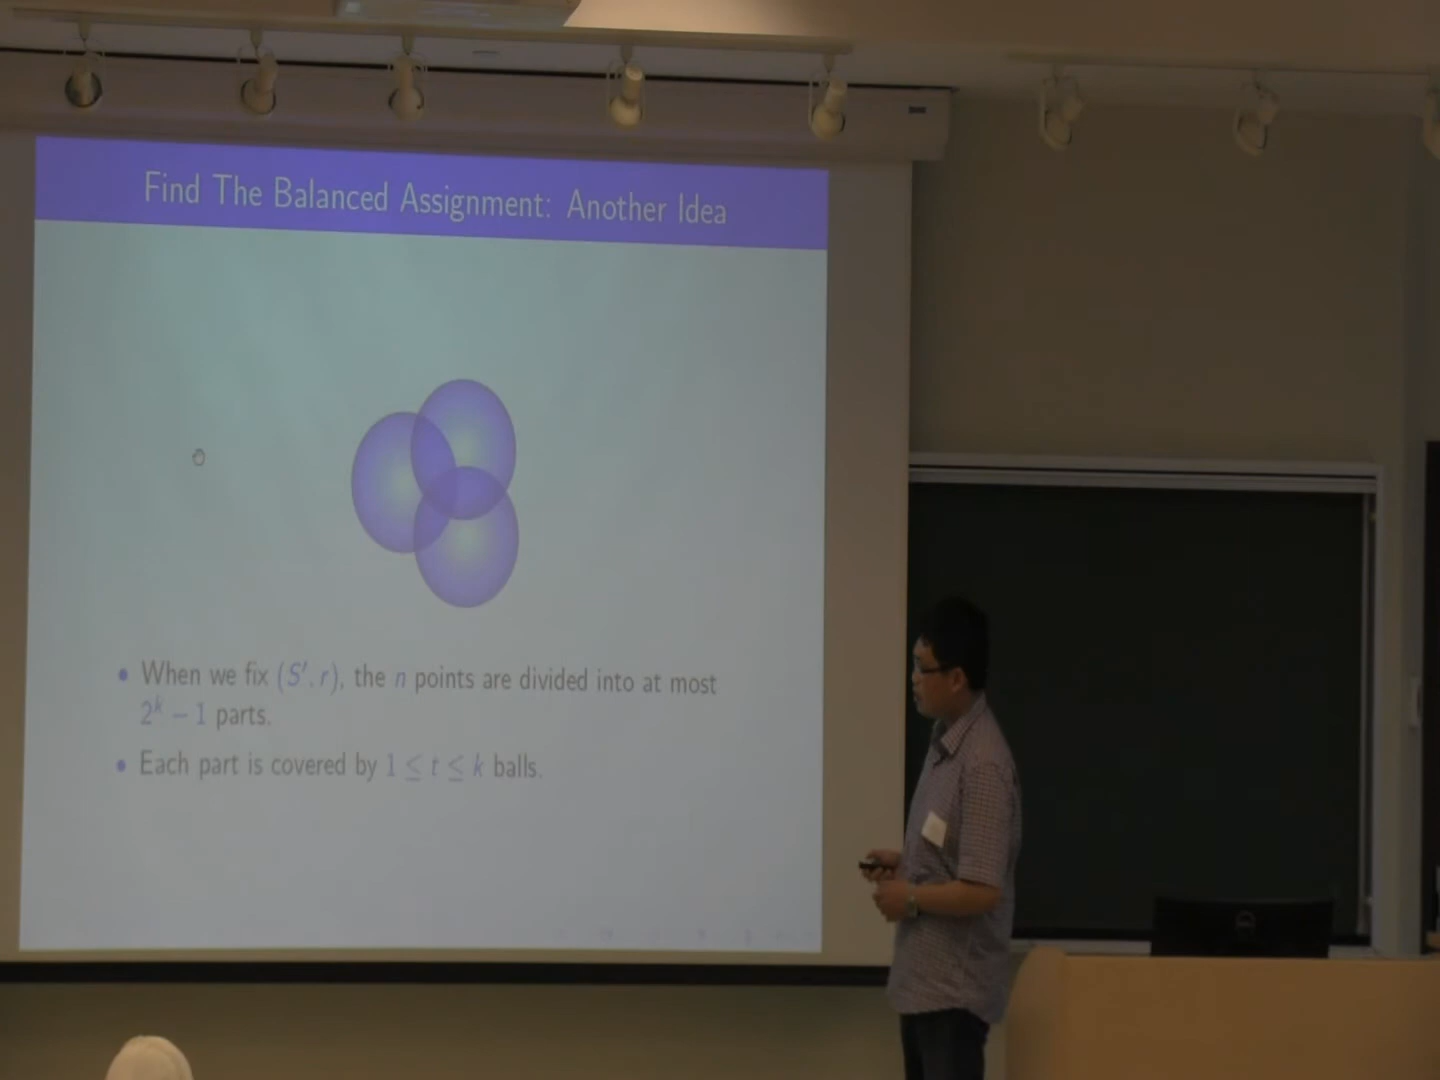 Find The Balanced Assignment: Another Idea
• When we fix (S′, r), the n points are divided into at most
2^k − 1 parts.
• Each part is covered by 1 ≤ t ≤ k balls.